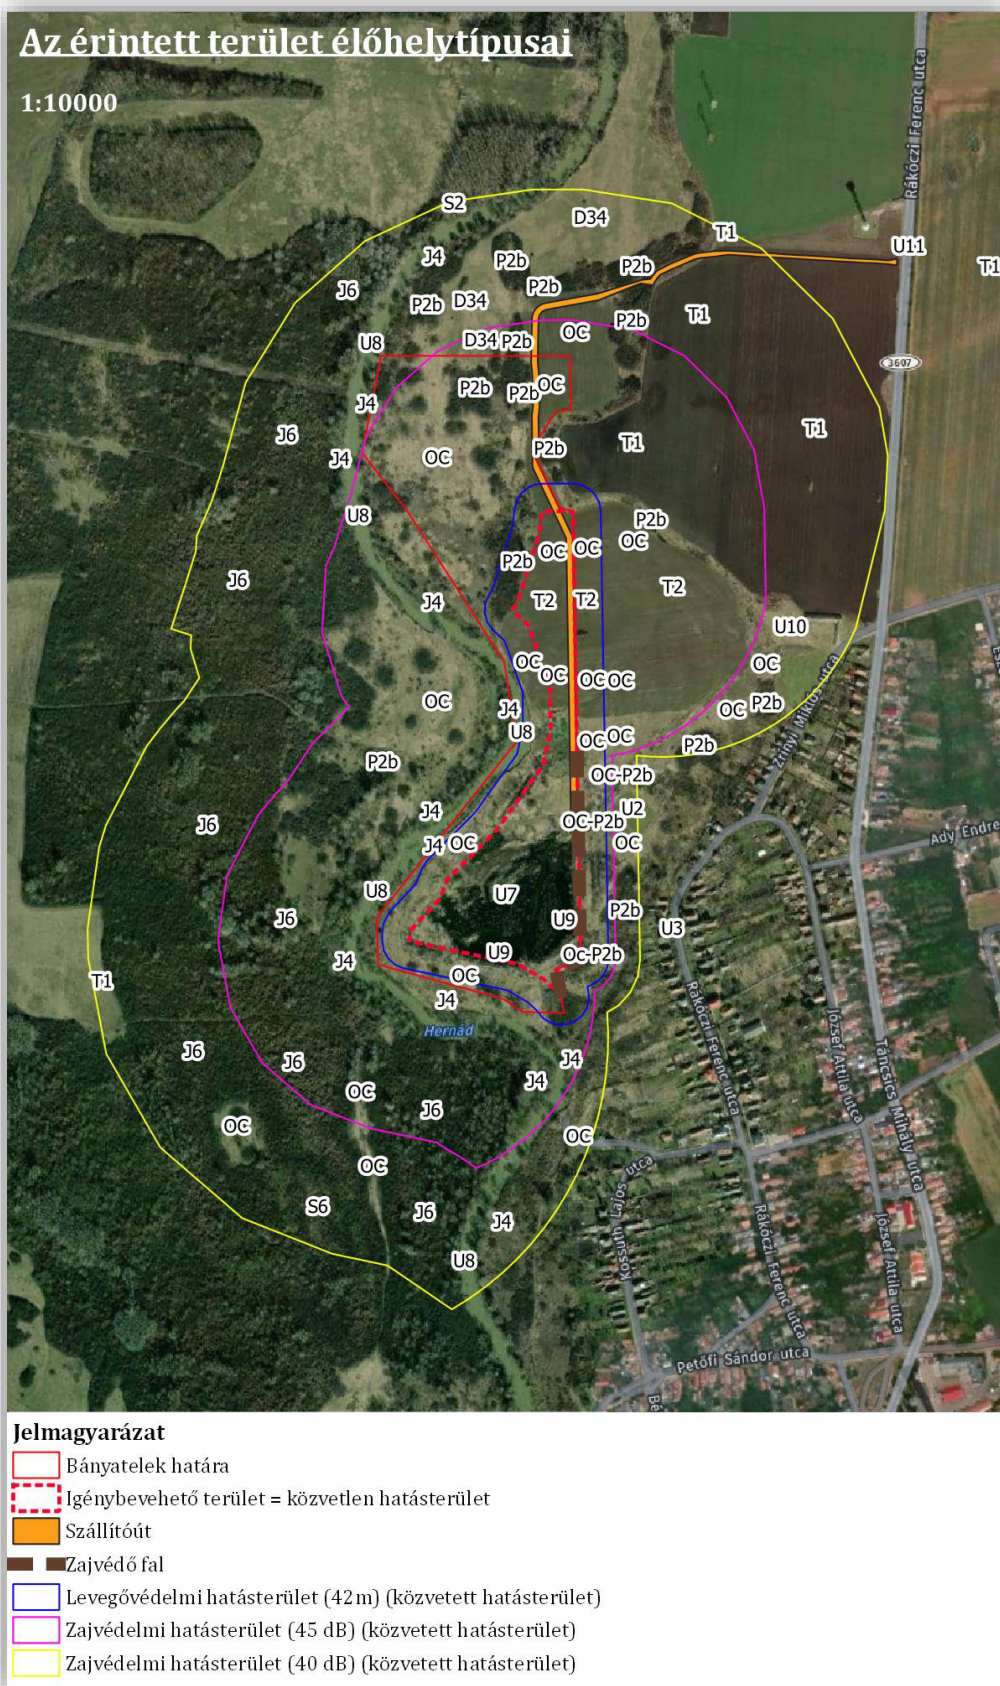 Az érintett terület élőhelytípusai
1:10000
Rákóczi Ferenc utca
S2
D34
T1
U11
J4
P2b
P2b
T1
J6
P2b
P2b
D34
T1
P2b
U8
D34
P2b
OC
3607
P2b
P2b
OC
J4
J6
T1
T1
J4
OC
P2b
U8
P2b
OC
P2b
OC
OC
J6
J4
T2
T2
T2
U10
OC
OC
OC
OC
OC
OC
J4
OC
P2b
Zrínyi Miklós utca
U8
OC
OC
P2b
P2b
OC-P2b
J6
J4
U2
OC-P2b
Ady Endre
J4
OC
OC
U8
U7
J6
U9
P2b
U3
U9
Oc-P2b
J4
OC
T1
J4
Hernád
Rákóczi Ferenc utca
József Attila utca
Táncsics Mihály utca
J6
J6
J4
J4
OC
J6
OC
OC
OC
Kossuth Lajos utca
S6
J6
J4
Rákóczi Ferenc utca
József Attila utca
U8
Petőfi Sándor utca
Bé
Jelmagyarázat
Bányatelek határa
Igénybevehető terület = közvetlen hatásterület
Szállítóút
Zajvédő fal
Levegővédelmi hatásterület (42m) (közvetett hatásterület)
Zajvédelmi hatásterület (45 dB) (közvetett hatásterület)
Zajvédelmi hatásterület (40 dB) (közvetett hatásterület)